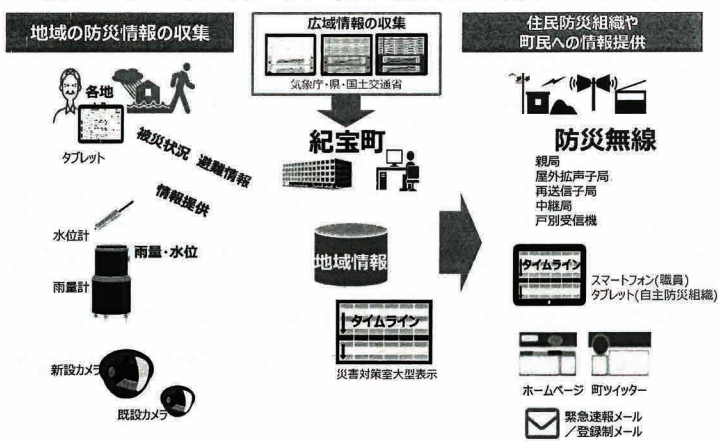 地域の防災情報の収集
各地
タブレット
被災状況 避難情報
情報提供
水位計
雨量・水位
雨量計
新設カメラ
既設カメラ
広域情報の収集
気象庁・県・国土交通省
紀宝町
地域情報
タイムライン
災害対策室大型表示
住民防災組織や
町民への情報提供
防災無線
親局
屋外拡声子局
再送信子局
中継局
戸別受信機
タイムライン
スマートフォン(職員)
タブレット(自主防災組織)
ホームページ 町ツイッター
緊急速報メール
/登録制メール